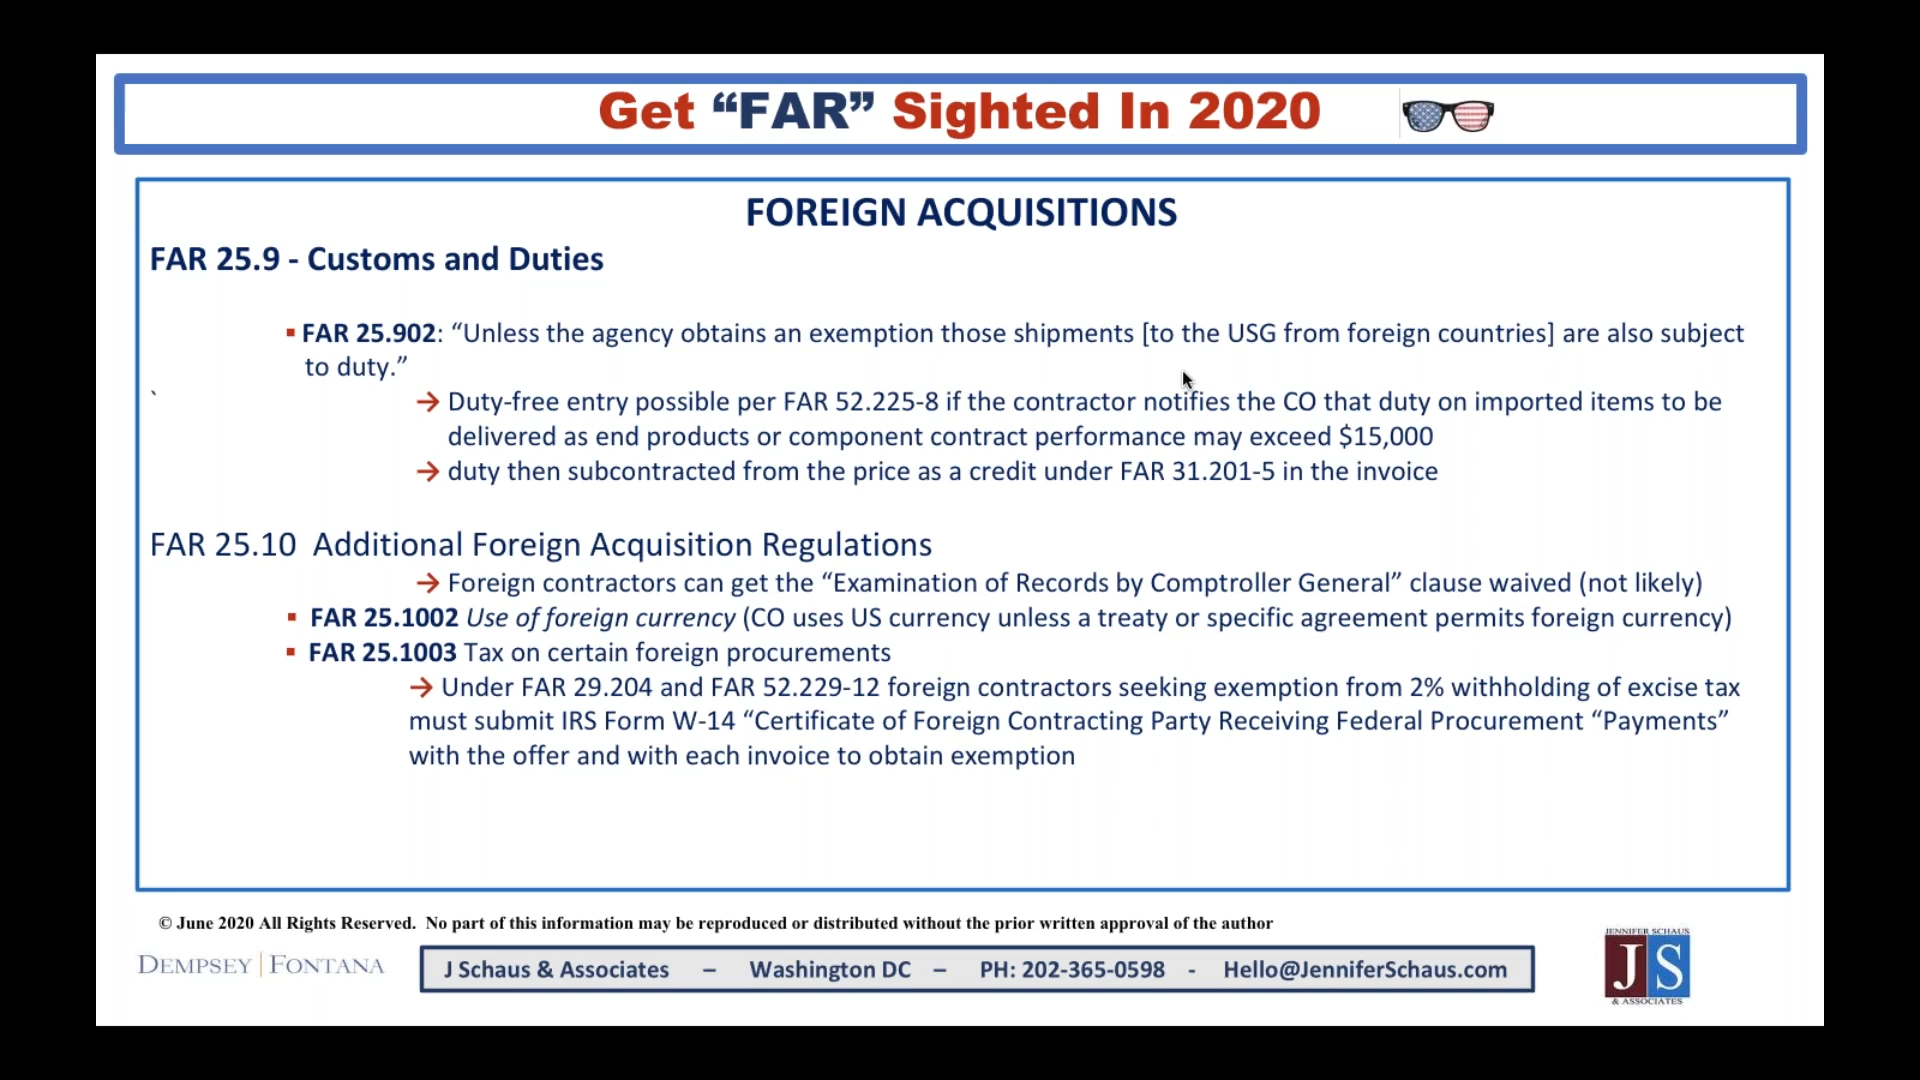 Get “FAR” Sighted In 2020
FOREIGN ACQUISITIONS
FAR 25.9 - Customs and Duties
▪ FAR 25.902: “Unless the agency obtains an exemption those shipments [to the USG from foreign countries] are also subject
to duty.”
`
→ Duty-free entry possible per FAR 52.225-8 if the contractor notifies the CO that duty on imported items to be
delivered as end products or component contract performance may exceed $15,000
→ duty then subcontracted from the price as a credit under FAR 31.201-5 in the invoice
FAR 25.10  Additional Foreign Acquisition Regulations
→ Foreign contractors can get the “Examination of Records by Comptroller General” clause waived (not likely)
▪ FAR 25.1002 Use of foreign currency (CO uses US currency unless a treaty or specific agreement permits foreign currency)
▪ FAR 25.1003 Tax on certain foreign procurements
→ Under FAR 29.204 and FAR 52.229-12 foreign contractors seeking exemption from 2% withholding of excise tax
must submit IRS Form W-14 “Certificate of Foreign Contracting Party Receiving Federal Procurement “Payments”
with the offer and with each invoice to obtain exemption
© June 2020 All Rights Reserved.  No part of this information may be reproduced or distributed without the prior written approval of the author
DEMPSEY | FONTANA
J Schaus & Associates – Washington DC – PH: 202-365-0598 - Hello@JenniferSchaus.com
JENNIFER SCHAUS
JS
& ASSOCIATES